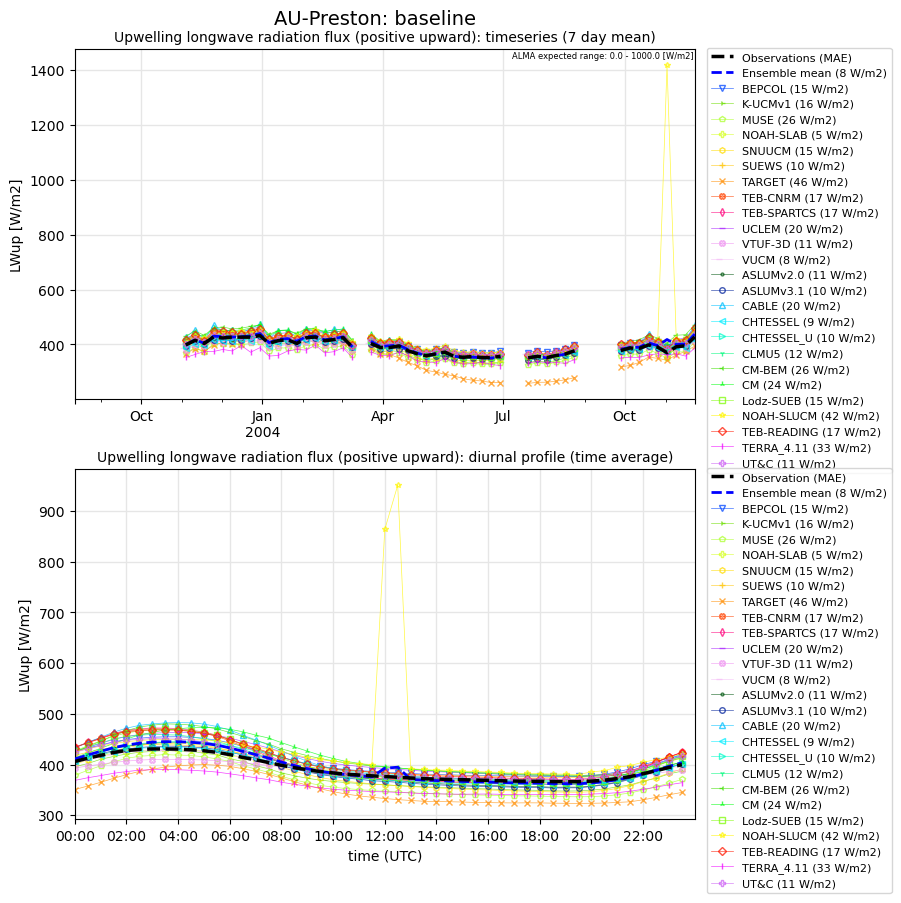 AU-Preston: baseline
Upwelling longwave radiation flux (positive upward): timeseries (7 day mean)
ALMA expected range: 0.0 - 1000.0 [W/m2]
LWup [W/m2]
1400
1200
1000
800
600
400
Oct
Jan
2004
Apr
Jul
Oct
Observations (MAE)
Ensemble mean (8 W/m2)
BEPCOL (15 W/m2)
K-UCMv1 (16 W/m2)
MUSE (26 W/m2)
NOAH-SLAB (5 W/m2)
SNUUCM (15 W/m2)
SUEWS (10 W/m2)
TARGET (46 W/m2)
TEB-CNRM (17 W/m2)
TEB-SPARTCS (17 W/m2)
UCLEM (20 W/m2)
VTUF-3D (11 W/m2)
VUCM (8 W/m2)
ASLUMv2.0 (11 W/m2)
ASLUMv3.1 (10 W/m2)
CABLE (20 W/m2)
CHTESSEL (9 W/m2)
CHTESSEL_U (10 W/m2)
CLMU5 (12 W/m2)
CM-BEM (26 W/m2)
CM (24 W/m2)
Lodz-SUEB (15 W/m2)
NOAH-SLUCM (42 W/m2)
TEB-READING (17 W/m2)
TERRA_4.11 (33 W/m2)
UT&C (11 W/m2)
Upwelling longwave radiation flux (positive upward): diurnal profile (time average)
LWup [W/m2]
900
800
700
600
500
400
300
00:00
02:00
04:00
06:00
08:00
10:00
12:00
14:00
16:00
18:00
20:00
22:00
time (UTC)
Observation (MAE)
Ensemble mean (8 W/m2)
BEPCOL (15 W/m2)
K-UCMv1 (16 W/m2)
MUSE (26 W/m2)
NOAH-SLAB (5 W/m2)
SNUUCM (15 W/m2)
SUEWS (10 W/m2)
TARGET (46 W/m2)
TEB-CNRM (17 W/m2)
TEB-SPARTCS (17 W/m2)
UCLEM (20 W/m2)
VTUF-3D (11 W/m2)
VUCM (8 W/m2)
ASLUMv2.0 (11 W/m2)
ASLUMv3.1 (10 W/m2)
CABLE (20 W/m2)
CHTESSEL (9 W/m2)
CHTESSEL_U (10 W/m2)
CLMU5 (12 W/m2)
CM-BEM (26 W/m2)
CM (24 W/m2)
Lodz-SUEB (15 W/m2)
NOAH-SLUCM (42 W/m2)
TEB-READING (17 W/m2)
TERRA_4.11 (33 W/m2)
UT&C (11 W/m2)